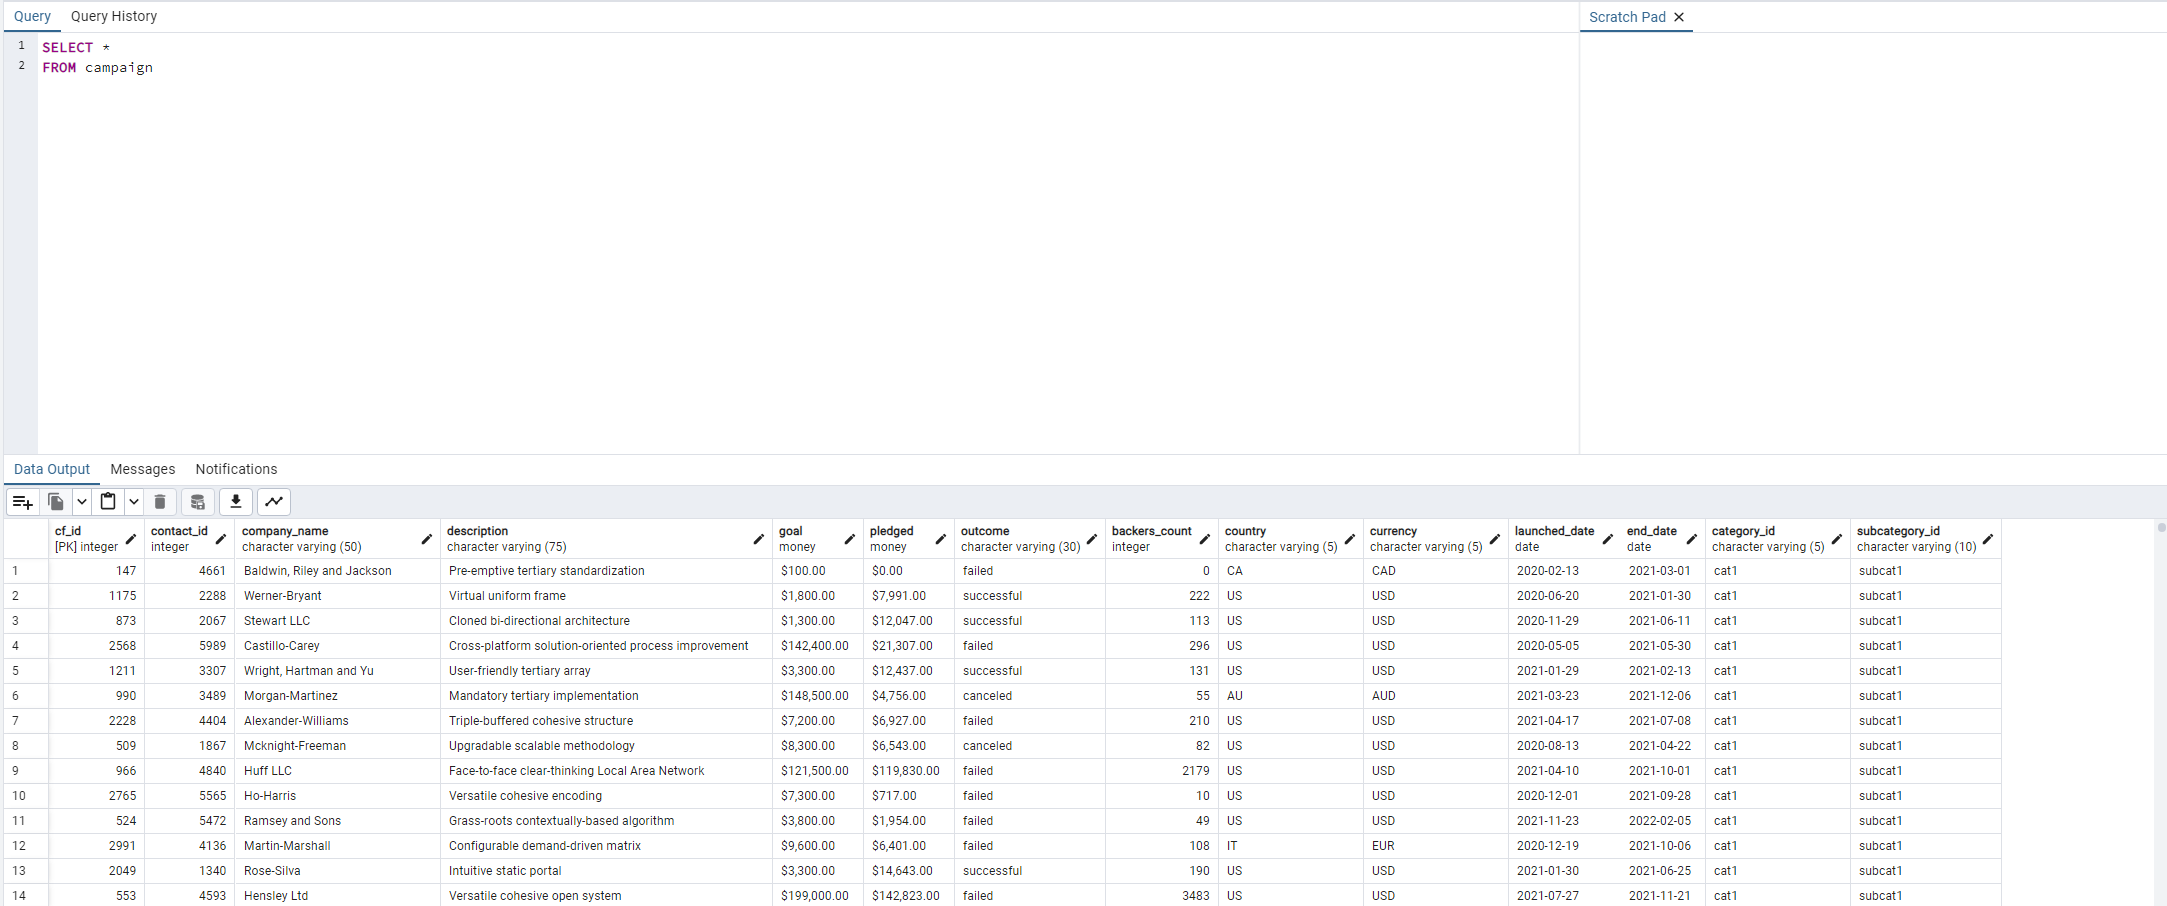 Query Query History Scratch Pad
1 SELECT *
2 FROM campaign
Data Output Messages Notifications
cf_id contact_id company_name description goal pledged outcome backers_count country currency launched_date end_date category_id subcategory_id
[PK] integer integer character varying (50) character varying (75) money money character varying (30) integer character varying (5) character varying (5) date date character varying (5) character varying (10)
1 147 4661 Baldwin, Riley and Jackson Pre-emptive tertiary standardization $100.00 $0.00 failed 0 CA CAD 2020-02-13 2021-03-01 cat1 subcat1
2 1175 2288 Werner-Bryant Virtual uniform frame $1,800.00 $7,991.00 successful 222 US USD 2020-06-20 2021-01-30 cat1 subcat1
3 873 2067 Stewart LLC Cloned bi-directional architecture $1,300.00 $12,047.00 successful 113 US USD 2020-11-29 2021-06-11 cat1 subcat1
4 2568 5989 Castillo-Carey Cross-platform solution-oriented process improvement $142,400.00 $21,307.00 failed 296 US USD 2020-05-05 2021-05-30 cat1 subcat1
5 1211 3307 Wright, Hartman and Yu User-friendly tertiary array $3,300.00 $12,437.00 successful 131 US USD 2021-01-29 2021-02-13 cat1 subcat1
6 990 3489 Morgan-Martinez Mandatory tertiary implementation $148,500.00 $4,756.00 canceled 55 AU AUD 2021-03-23 2021-12-06 cat1 subcat1
7 2228 4404 Alexander-Williams Triple-buffered cohesive structure $7,200.00 $6,927.00 failed 210 US USD 2021-04-17 2021-07-08 cat1 subcat1
8 509 1867 Mcknight-Freeman Upgradable scalable methodology $8,300.00 $6,543.00 canceled 82 US USD 2020-08-13 2021-04-22 cat1 subcat1
9 966 4840 Huff LLC Face-to-face clear-thinking Local Area Network $121,500.00 $119,830.00 failed 2179 US USD 2021-04-10 2021-10-01 cat1 subcat1
10 2765 5565 Ho-Harris Versatile cohesive encoding $7,300.00 $717.00 failed 10 US USD 2020-12-01 2021-09-28 cat1 subcat1
11 524 5472 Ramsey and Sons Grass-roots contextually-based algorithm $3,800.00 $1,954.00 failed 49 US USD 2021-11-23 2022-02-05 cat1 subcat1
12 2991 4136 Martin-Marshall Configurable demand-driven matrix $9,600.00 $6,401.00 failed 108 IT EUR 2020-12-19 2021-10-06 cat1 subcat1
13 2049 1340 Rose-Silva Intuitive static portal $3,300.00 $14,643.00 successful 190 US USD 2021-01-30 2021-06-25 cat1 subcat1
14 553 4593 Hensley Ltd Versatile cohesive open system $199,000.00 $142,823.00 failed 3483 US USD 2021-07-27 2021-11-21 cat1 subcat1